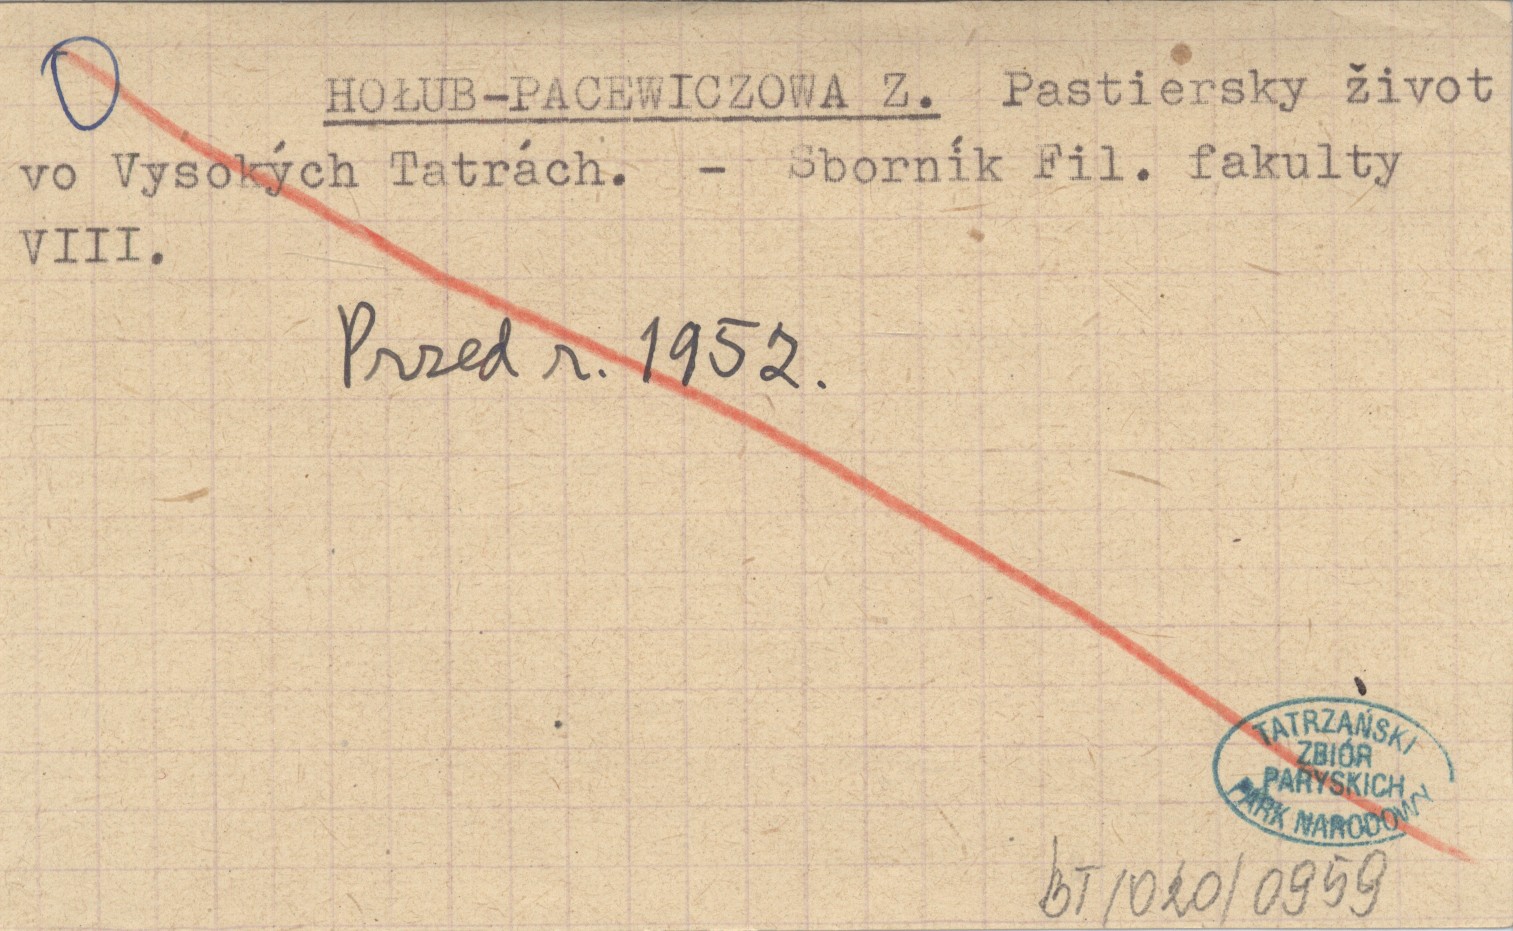 HOŁUB-PACEWICZOWA Z. Pastiersky život
vo Vysokých Tatrách. - Sborník Fil. fakulty
VIII.
Przed r. 1952.
TATRZAŃSKI
ZBIÓR
PARYSKICH
PARK NARODOWY
BT/020/0959